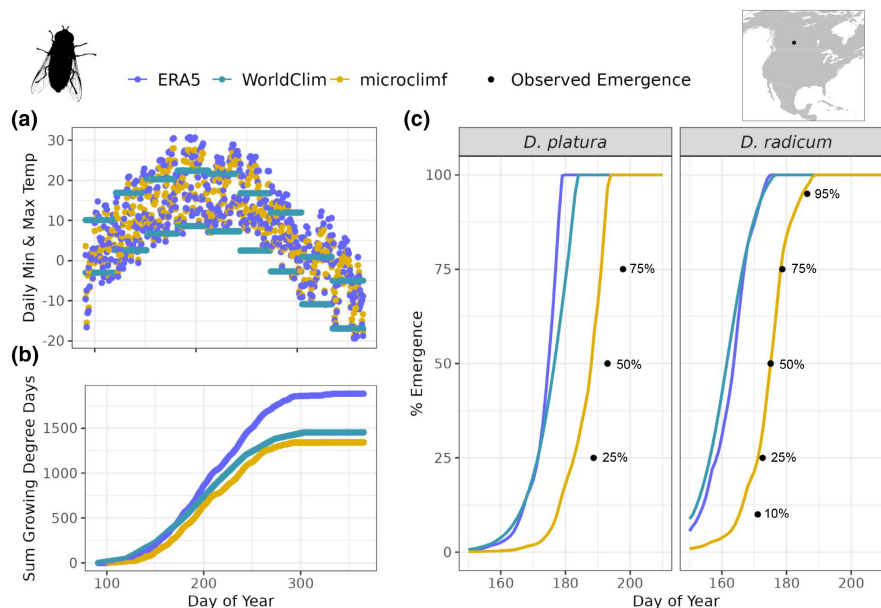 ERA5 WorldClim microclimf Observed Emergence
(a)
Daily Min & Max Temp
30
20
10
0
-10
-20
(b)
Sum Growing Degree Days
1500
1000
500
0
100 200 300
Day of Year
(c)
D. platura D. radicum
% Emergence
100
75
50
25
0
75%
50%
25%
95%
75%
50%
25%
10%
160 180 200 160 180 200
Day of Year